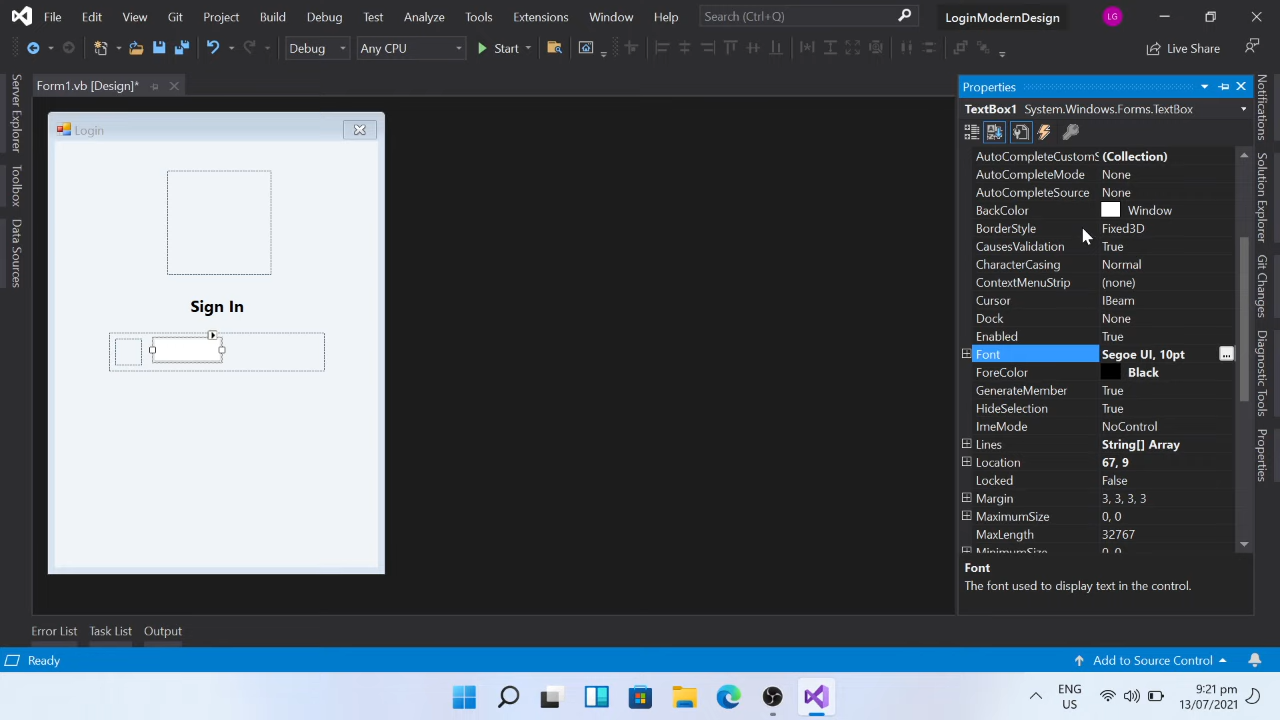 File Edit View Git Project Build Debug Test Analyze Tools Extensions Window Help Search (Ctrl+Q) LoginModernDesign LG
Debug Any CPU Start Live Share
Form1.vb [Design]*
Server Explorer
Toolbox
Data Sources
Login
Sign In
Properties
TextBox1 System.Windows.Forms.TextBox
AutoCompleteCustomS (Collection)
AutoCompleteMode None
AutoCompleteSource None
BackColor Window
BorderStyle Fixed3D
CausesValidation True
CharacterCasing Normal
ContextMenuStrip (none)
Cursor IBeam
Dock None
Enabled True
Font Segoe UI, 10pt ...
ForeColor Black
GenerateMember True
HideSelection True
ImeMode NoControl
Lines String[] Array
Location 67, 9
Locked False
Margin 3, 3, 3, 3
MaximumSize 0, 0
MaxLength 32767
MinimumSize 0, 0
Font
The font used to display text in the control.
Notifications
Solution Explorer
Git Changes
Diagnostic Tools
Properties
Error List Task List Output
Ready Add to Source Control
ENG
US
9:21 pm
13/07/2021